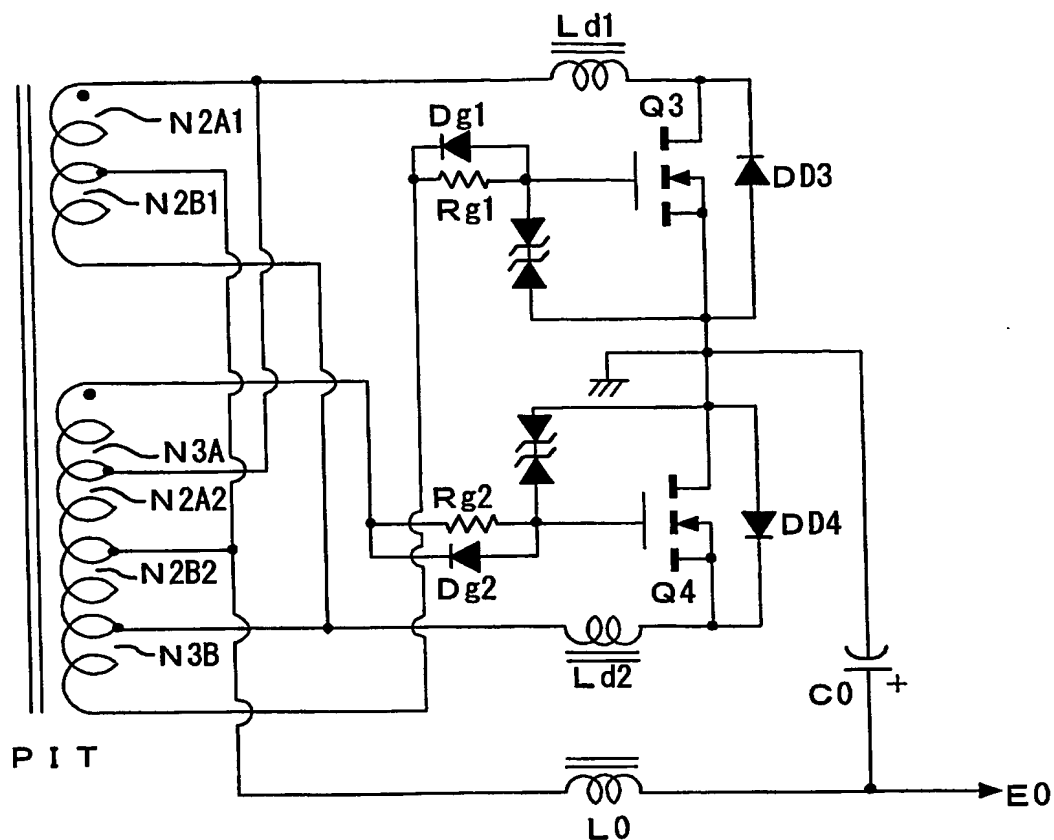 Ld1
Q3
N2A1
Dg1
DD3
N2B1
Rg1
N3A
N2A2
Rg2
DD4
N2B2
Dg2
Q4
N3B
Ld2
C0
+
PIT
E0
L0